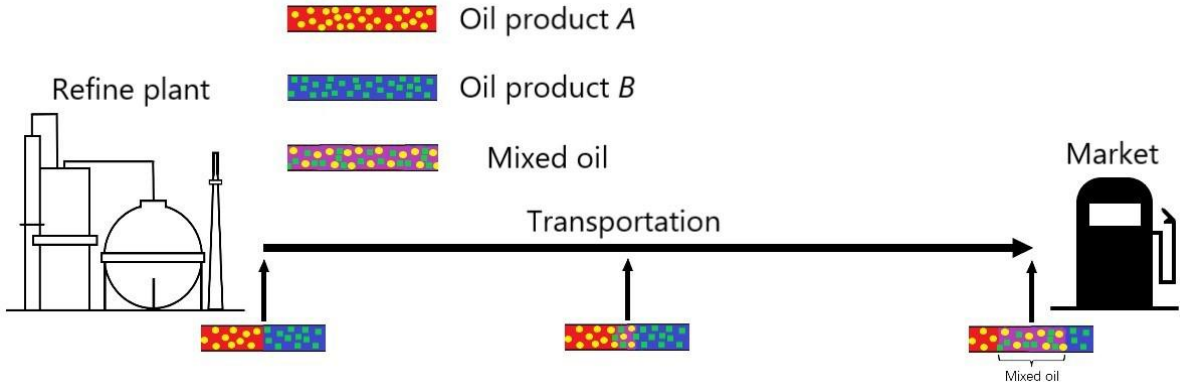 Oil product A
Refine plant
Oil product B
Mixed oil
Market
Transportation
Mixed oil